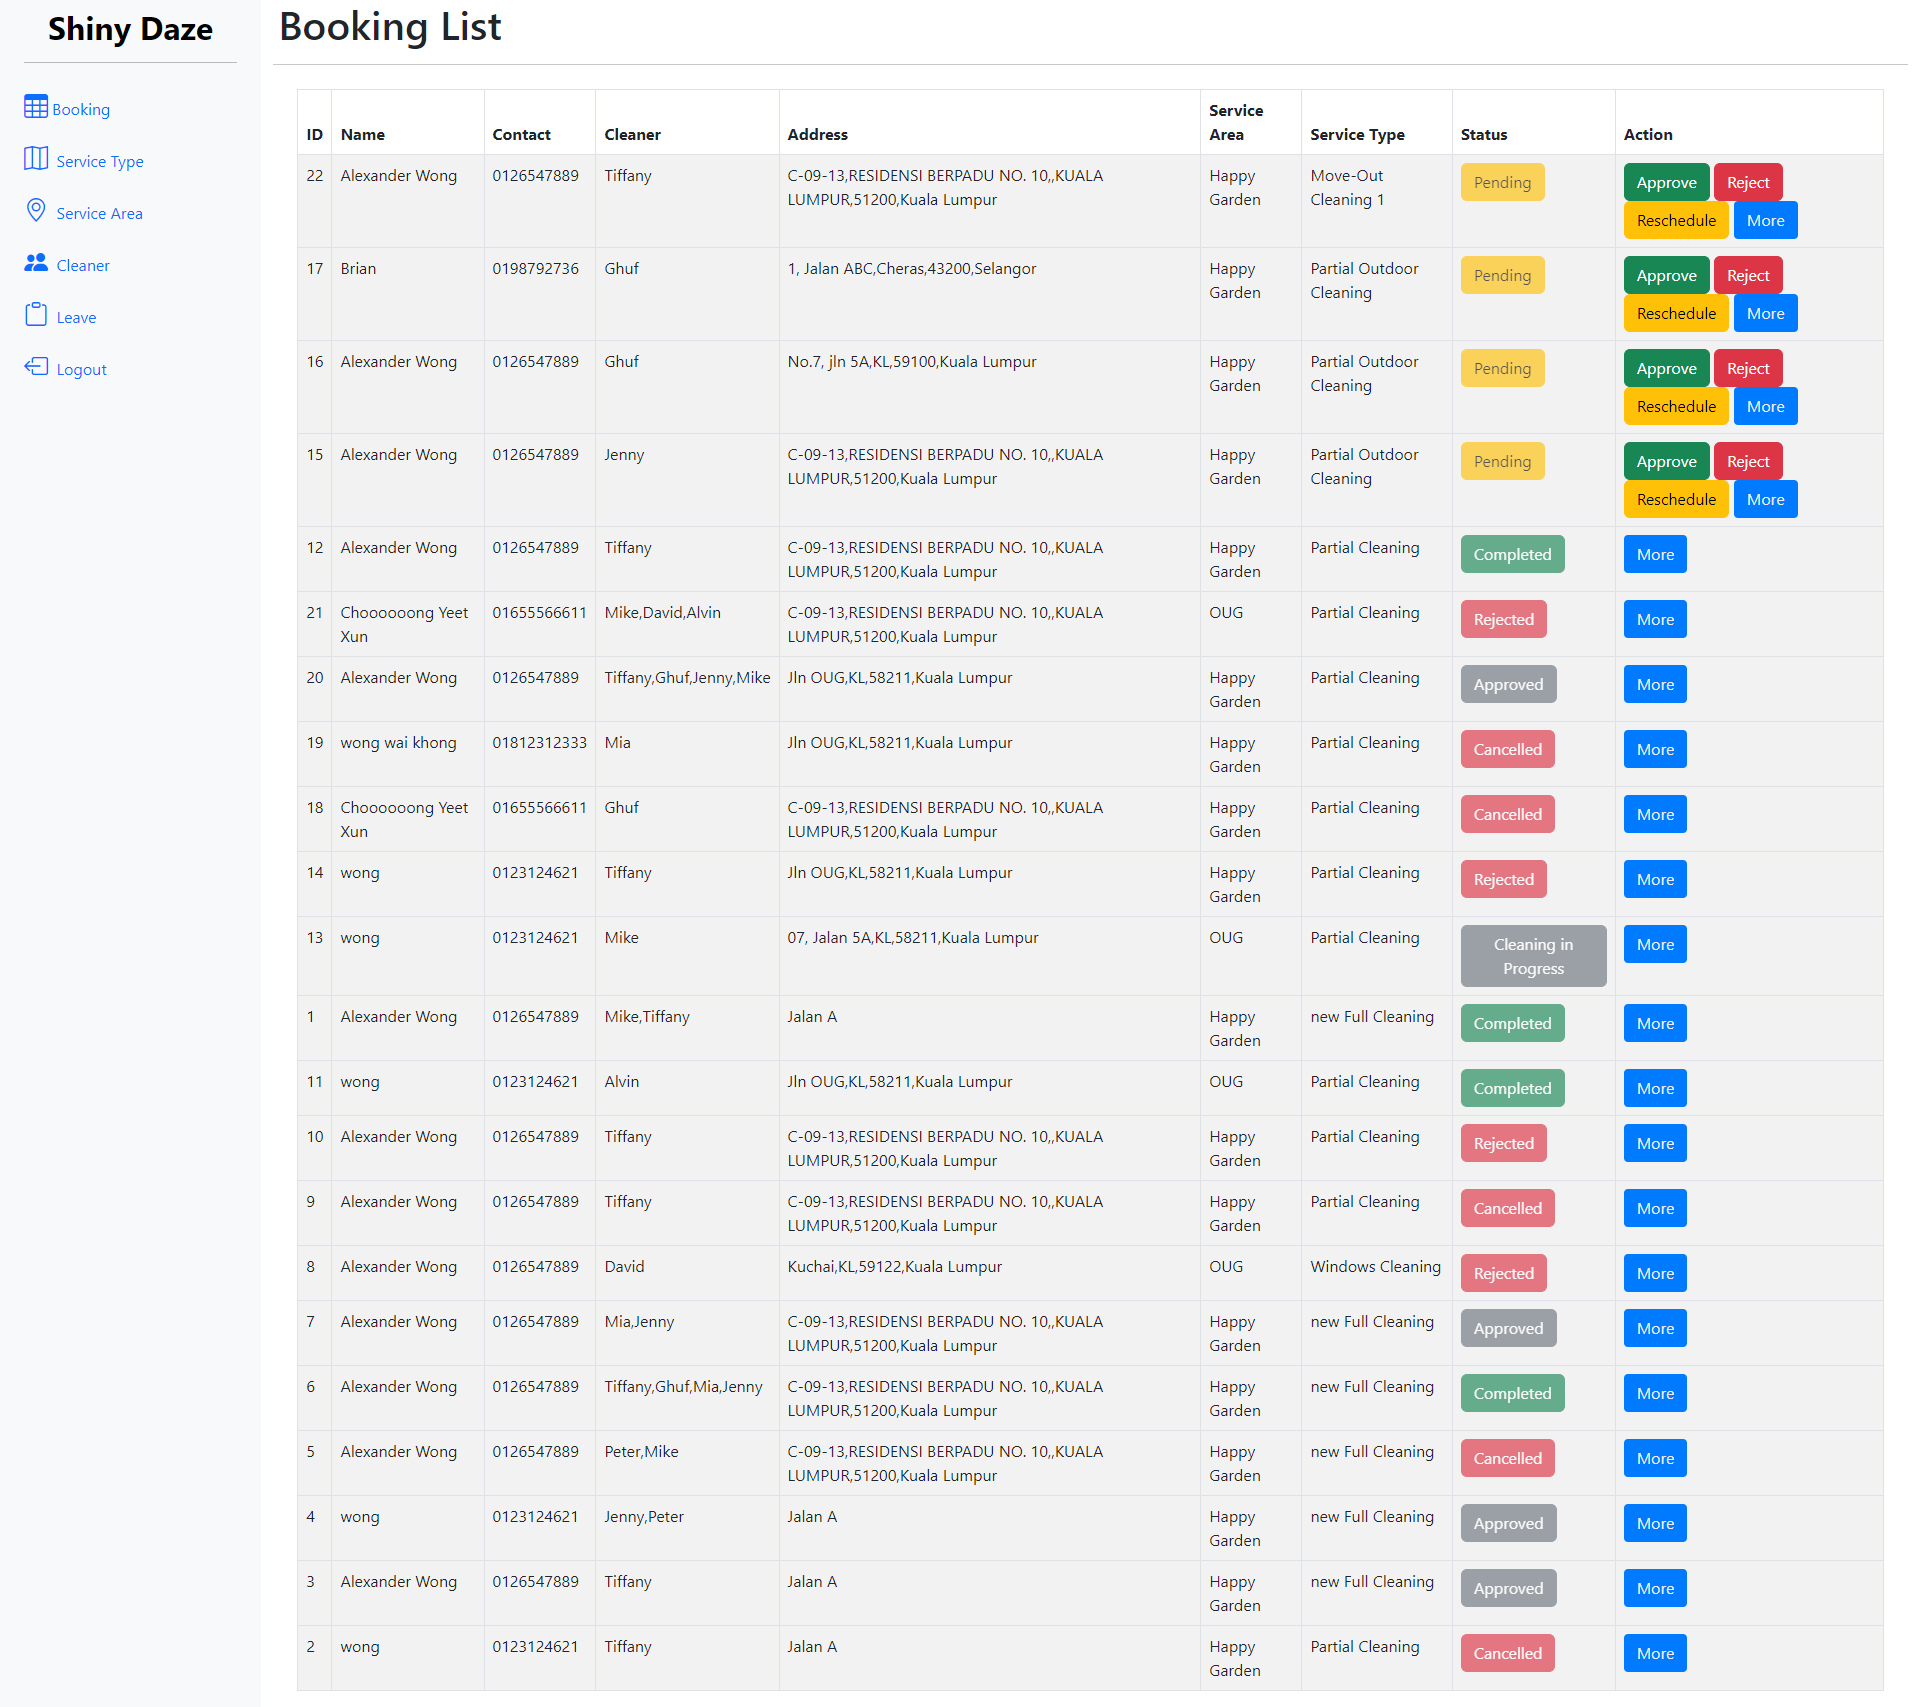 Shiny Daze
Booking
Service Type
Service Area
Cleaner
Leave
Logout
Booking List
ID Name Contact Cleaner Address Service Area Service Type Status Action
22 Alexander Wong 0126547889 Tiffany C-09-13,RESIDENSI BERPADU NO. 10,,KUALA LUMPUR,51200,Kuala Lumpur Happy Garden Move-Out Cleaning 1 Pending Approve Reject Reschedule More
17 Brian 0198792736 Ghuf 1, Jalan ABC,Cheras,43200,Selangor Happy Garden Partial Outdoor Cleaning Pending Approve Reject Reschedule More
16 Alexander Wong 0126547889 Ghuf No.7, jln 5A,KL,59100,Kuala Lumpur Happy Garden Partial Outdoor Cleaning Pending Approve Reject Reschedule More
15 Alexander Wong 0126547889 Jenny C-09-13,RESIDENSI BERPADU NO. 10,,KUALA LUMPUR,51200,Kuala Lumpur Happy Garden Partial Outdoor Cleaning Pending Approve Reject Reschedule More
12 Alexander Wong 0126547889 Tiffany C-09-13,RESIDENSI BERPADU NO. 10,,KUALA LUMPUR,51200,Kuala Lumpur Happy Garden Partial Cleaning Completed More
21 Choooooong Yeet Xun 01655566611 Mike,David,Alvin C-09-13,RESIDENSI BERPADU NO. 10,,KUALA LUMPUR,51200,Kuala Lumpur OUG Partial Cleaning Rejected More
20 Alexander Wong 0126547889 Tiffany,Ghuf,Jenny,Mike Jln OUG,KL,58211,Kuala Lumpur Happy Garden Partial Cleaning Approved More
19 wong wai khong 01812312333 Mia Jln OUG,KL,58211,Kuala Lumpur Happy Garden Partial Cleaning Cancelled More
18 Choooooong Yeet Xun 01655566611 Ghuf C-09-13,RESIDENSI BERPADU NO. 10,,KUALA LUMPUR,51200,Kuala Lumpur Happy Garden Partial Cleaning Cancelled More
14 wong 0123124621 Tiffany Jln OUG,KL,58211,Kuala Lumpur Happy Garden Partial Cleaning Rejected More
13 wong 0123124621 Mike 07, Jalan 5A,KL,58211,Kuala Lumpur OUG Partial Cleaning Cleaning in Progress More
1 Alexander Wong 0126547889 Mike,Tiffany Jalan A Happy Garden new Full Cleaning Completed More
11 wong 0123124621 Alvin Jln OUG,KL,58211,Kuala Lumpur OUG Partial Cleaning Completed More
10 Alexander Wong 0126547889 Tiffany C-09-13,RESIDENSI BERPADU NO. 10,,KUALA LUMPUR,51200,Kuala Lumpur Happy Garden Partial Cleaning Rejected More
9 Alexander Wong 0126547889 Tiffany C-09-13,RESIDENSI BERPADU NO. 10,,KUALA LUMPUR,51200,Kuala Lumpur Happy Garden Partial Cleaning Cancelled More
8 Alexander Wong 0126547889 David Kuchai,KL,59122,Kuala Lumpur OUG Windows Cleaning Rejected More
7 Alexander Wong 0126547889 Mia,Jenny C-09-13,RESIDENSI BERPADU NO. 10,,KUALA LUMPUR,51200,Kuala Lumpur Happy Garden new Full Cleaning Approved More
6 Alexander Wong 0126547889 Tiffany,Ghuf,Mia,Jenny C-09-13,RESIDENSI BERPADU NO. 10,,KUALA LUMPUR,51200,Kuala Lumpur Happy Garden new Full Cleaning Completed More
5 Alexander Wong 0126547889 Peter,Mike C-09-13,RESIDENSI BERPADU NO. 10,,KUALA LUMPUR,51200,Kuala Lumpur Happy Garden new Full Cleaning Cancelled More
4 wong 0123124621 Jenny,Peter Jalan A Happy Garden new Full Cleaning Approved More
3 Alexander Wong 0126547889 Tiffany Jalan A Happy Garden new Full Cleaning Approved More
2 wong 0123124621 Tiffany Jalan A Happy Garden Partial Cleaning Cancelled More